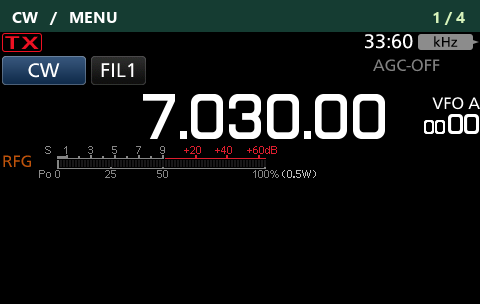 CW / MENU 1 / 4
TX 33:60 kHz
CW FIL1 AGC-OFF
7.030.00 VFO A
00 00
RFG S 1 3 5 7 9 +20 +40 +60dB
Po 0 25 50 100% (0.5W)